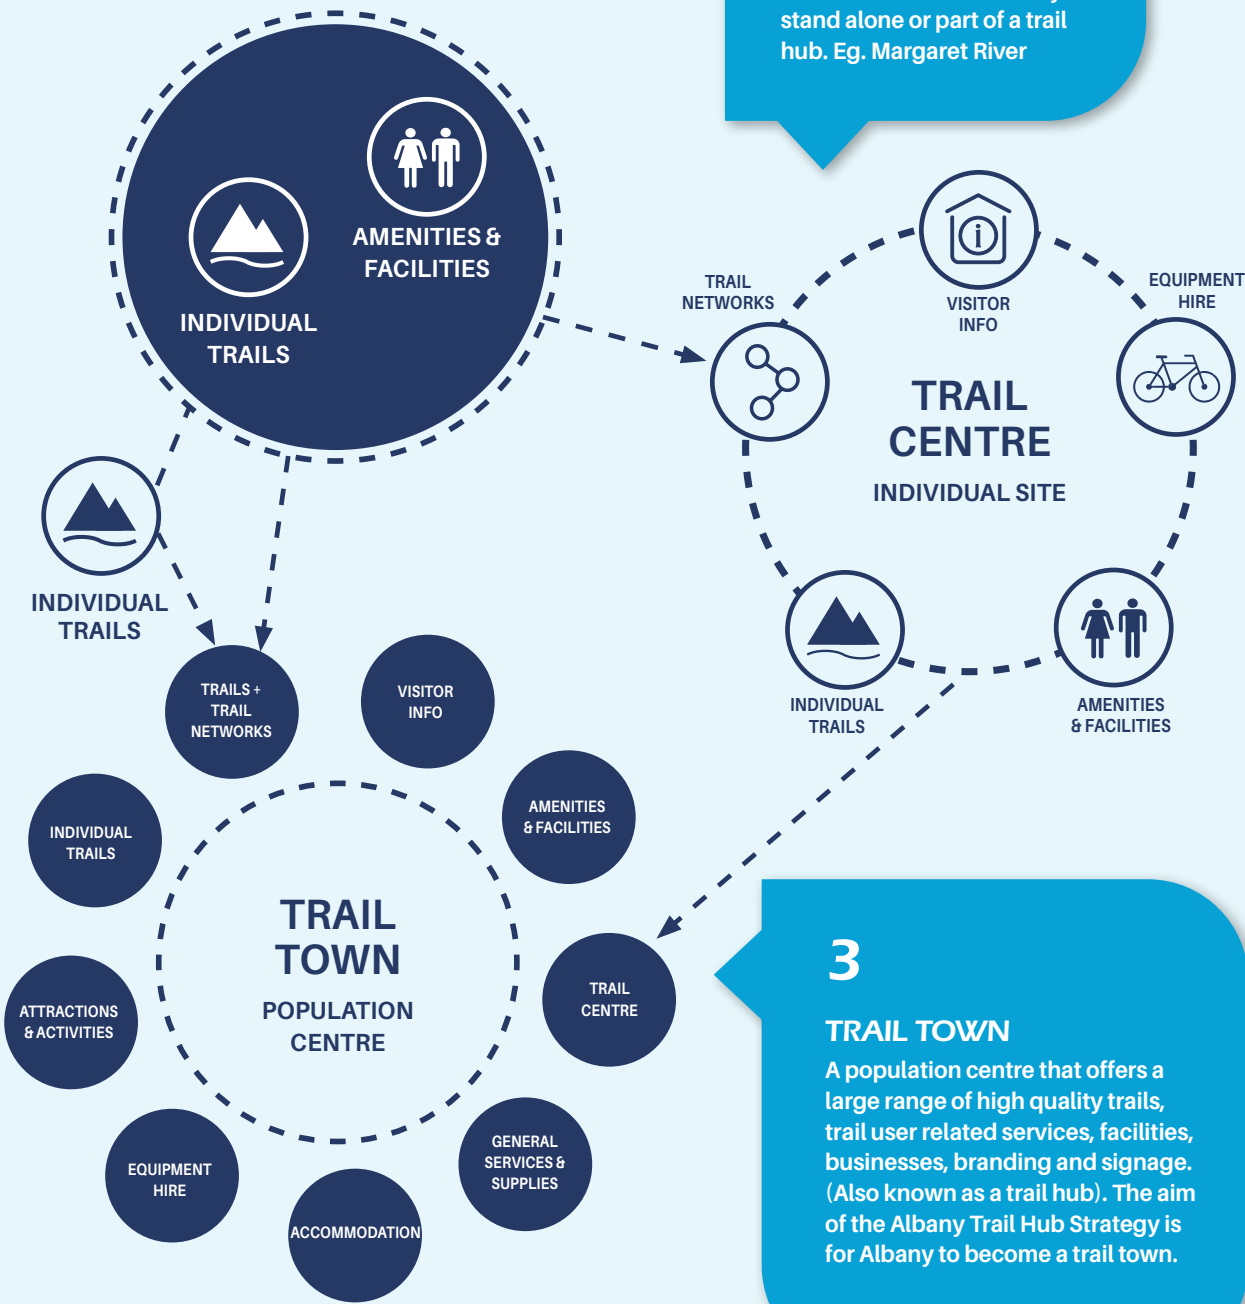 stand alone or part of a trail
hub. Eg. Margaret River
AMENITIES &
FACILITIES
INDIVIDUAL
TRAILS
TRAIL
NETWORKS
i
VISITOR
INFO
EQUIPMENT
HIRE
TRAIL
CENTRE
INDIVIDUAL SITE
INDIVIDUAL
TRAILS
AMENITIES
& FACILITIES
INDIVIDUAL
TRAILS
TRAILS +
TRAIL
NETWORKS
VISITOR
INFO
AMENITIES
& FACILITIES
INDIVIDUAL
TRAILS
TRAIL
TOWN
POPULATION
CENTRE
TRAIL
CENTRE
ATTRACTIONS
& ACTIVITIES
EQUIPMENT
HIRE
ACCOMMODATION
GENERAL
SERVICES &
SUPPLIES
3
TRAIL TOWN
A population centre that offers a
large range of high quality trails,
trail user related services, facilities,
businesses, branding and signage.
(Also known as a trail hub). The aim
of the Albany Trail Hub Strategy is
for Albany to become a trail town.